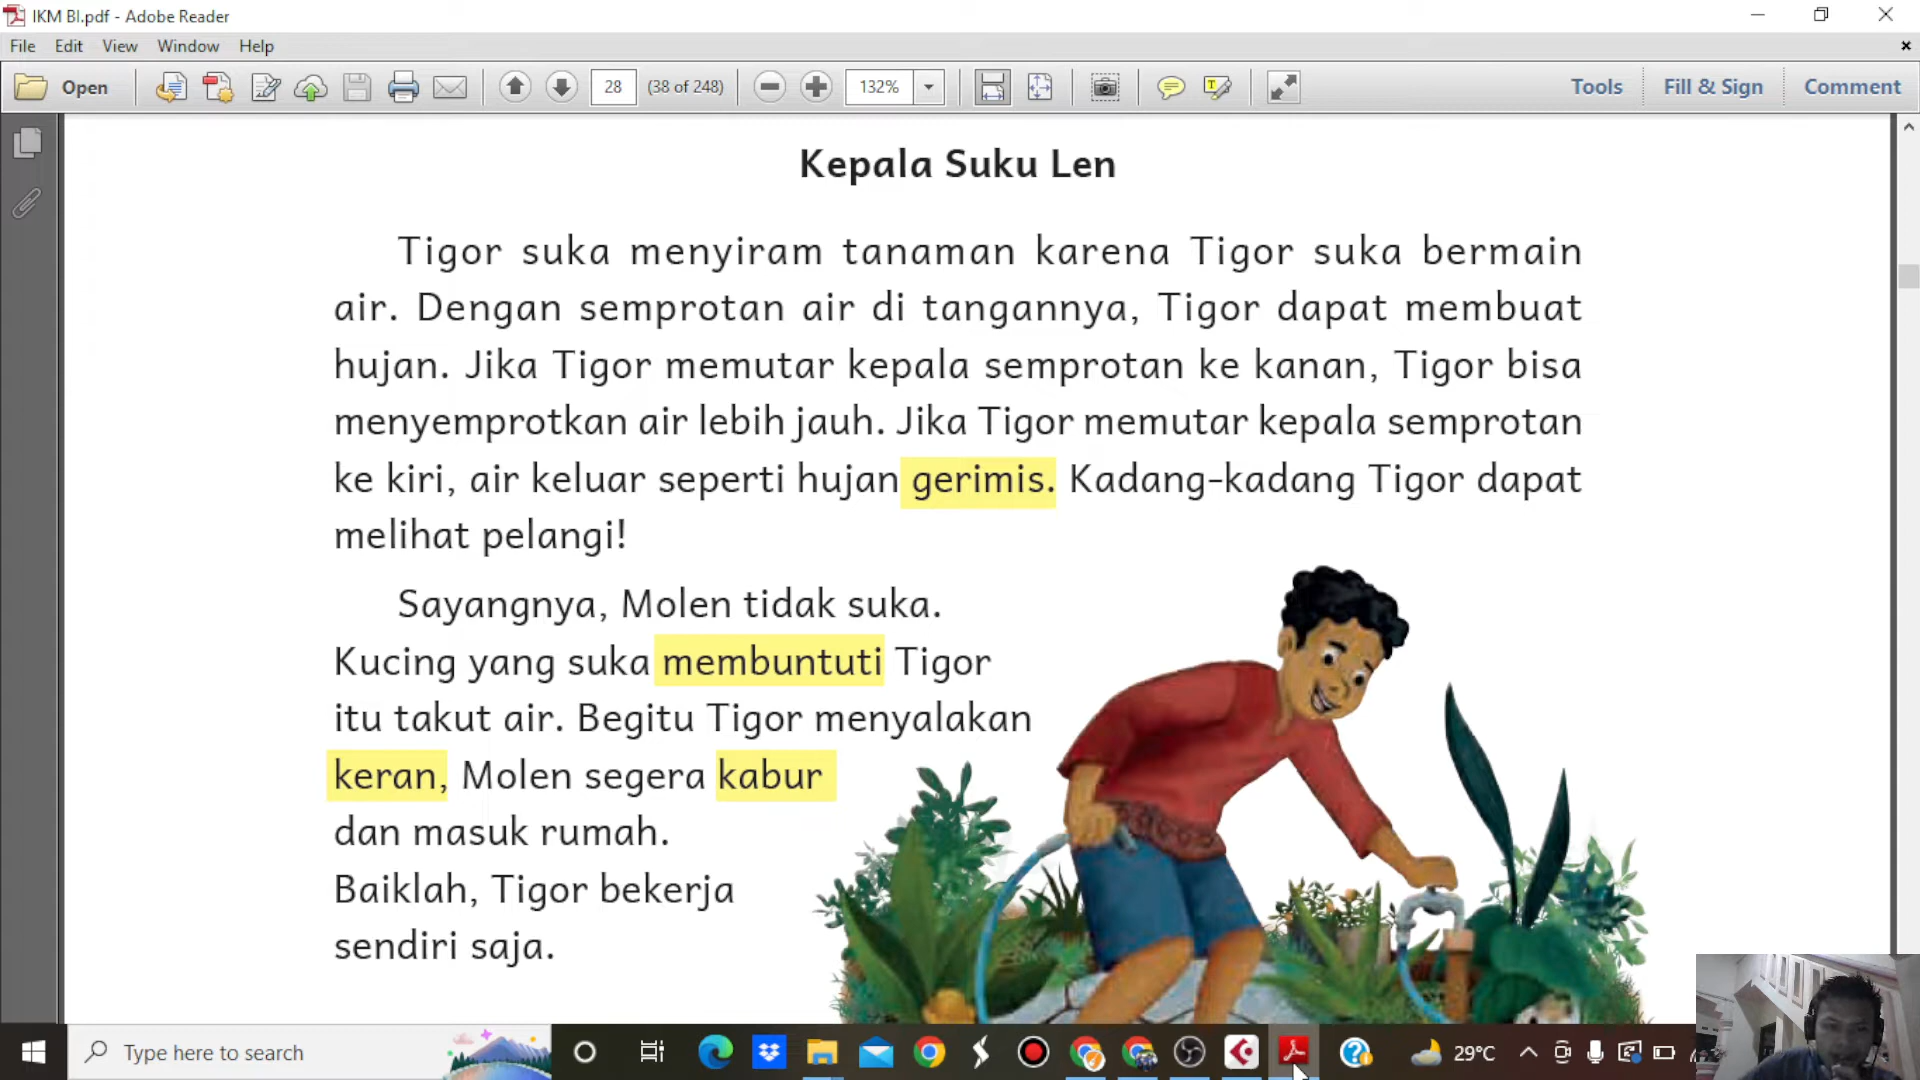 IKM BI.pdf - Adobe Reader
File Edit View Window Help
Open 28 (38 of 248) 132% Tools Fill & Sign Comment
Kepala Suku Len
Tigor suka menyiram tanaman karena Tigor suka bermain
air. Dengan semprotan air di tangannya, Tigor dapat membuat
hujan. Jika Tigor memutar kepala semprotan ke kanan, Tigor bisa
menyemprotkan air lebih jauh. Jika Tigor memutar kepala semprotan
ke kiri, air keluar seperti hujan gerimis. Kadang-kadang Tigor dapat
melihat pelangi!
Sayangnya, Molen tidak suka.
Kucing yang suka membuntuti Tigor
itu takut air. Begitu Tigor menyalakan
keran, Molen segera kabur
dan masuk rumah.
Baiklah, Tigor bekerja
sendiri saja.
Type here to search 29°C